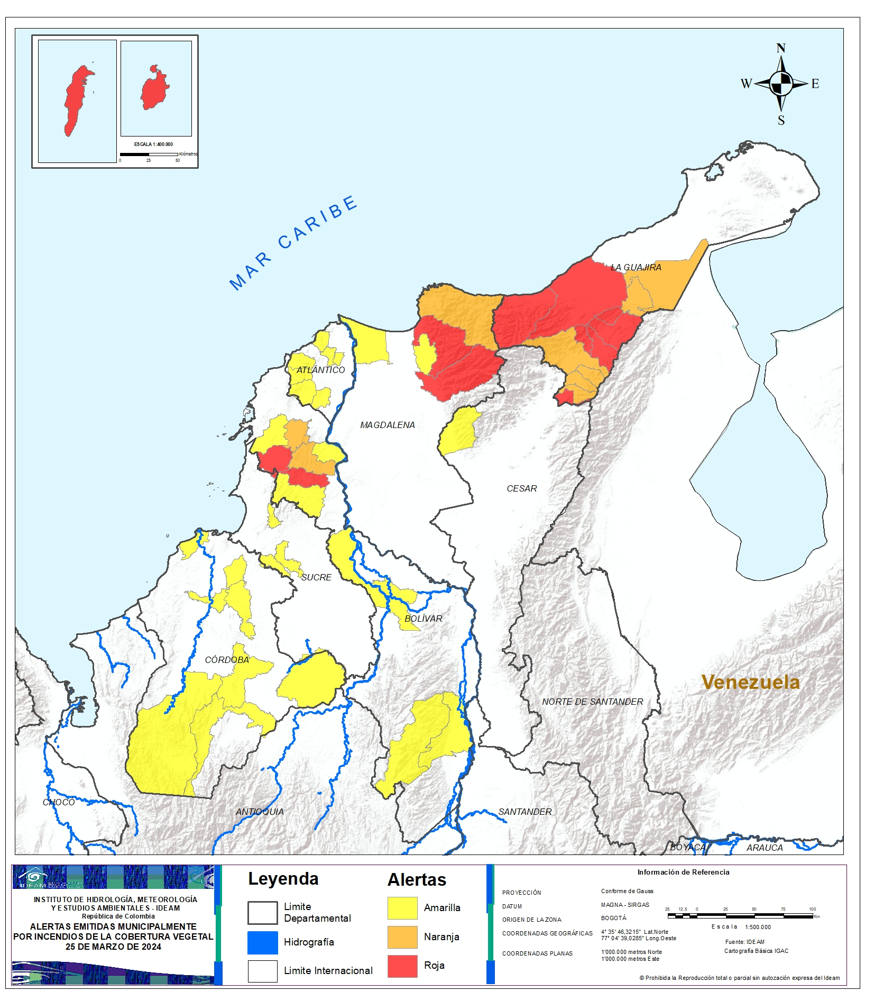 N
W E
S
ESCALA 1:400.000
Kilómetros
0 25 50
MAR CARIBE
LA GUAJIRA
ATLÁNTICO
MAGDALENA
CESAR
SUCRE
BOLÍVAR
CÓRDOBA
Venezuela
NORTE DE SANTANDER
CHOCÓ
ANTIOQUIA
SANTANDER
BOYACÁ
ARAUCA
IDEAM
INSTITUTO DE HIDROLOGÍA, METEOROLOGÍA
Y ESTUDIOS AMBIENTALES - IDEAM
República de Colombia
ALERTAS EMITIDAS MUNICIPALMENTE
POR INCENDIOS DE LA COBERTURA VEGETAL
25 DE MARZO DE 2024
Leyenda
Limite
Departamental
Hidrografía
Limite Internacional
Alertas
Amarilla
Naranja
Roja
Información de Referencia
PROYECCIÓN Conforme de Gauss
DATUM MAGNA - SIRGAS
ORIGEN DE LA ZONA BOGOTÁ
COORDENADAS GEOGRÁFICAS 4° 35' 46,3215" Lat.Norte
77° 04' 39,0285" Long.Oeste
COORDENADAS PLANAS 1'000.000 metros Norte
1'000.000 metros Este
25 12,5 0 25 50 75 100
Km
Escala 1:500.000
Fuente: IDEAM
Cartografía Básica IGAC
© Prohibida la Reproducción total o parcial sin autozación expresa del Ideam